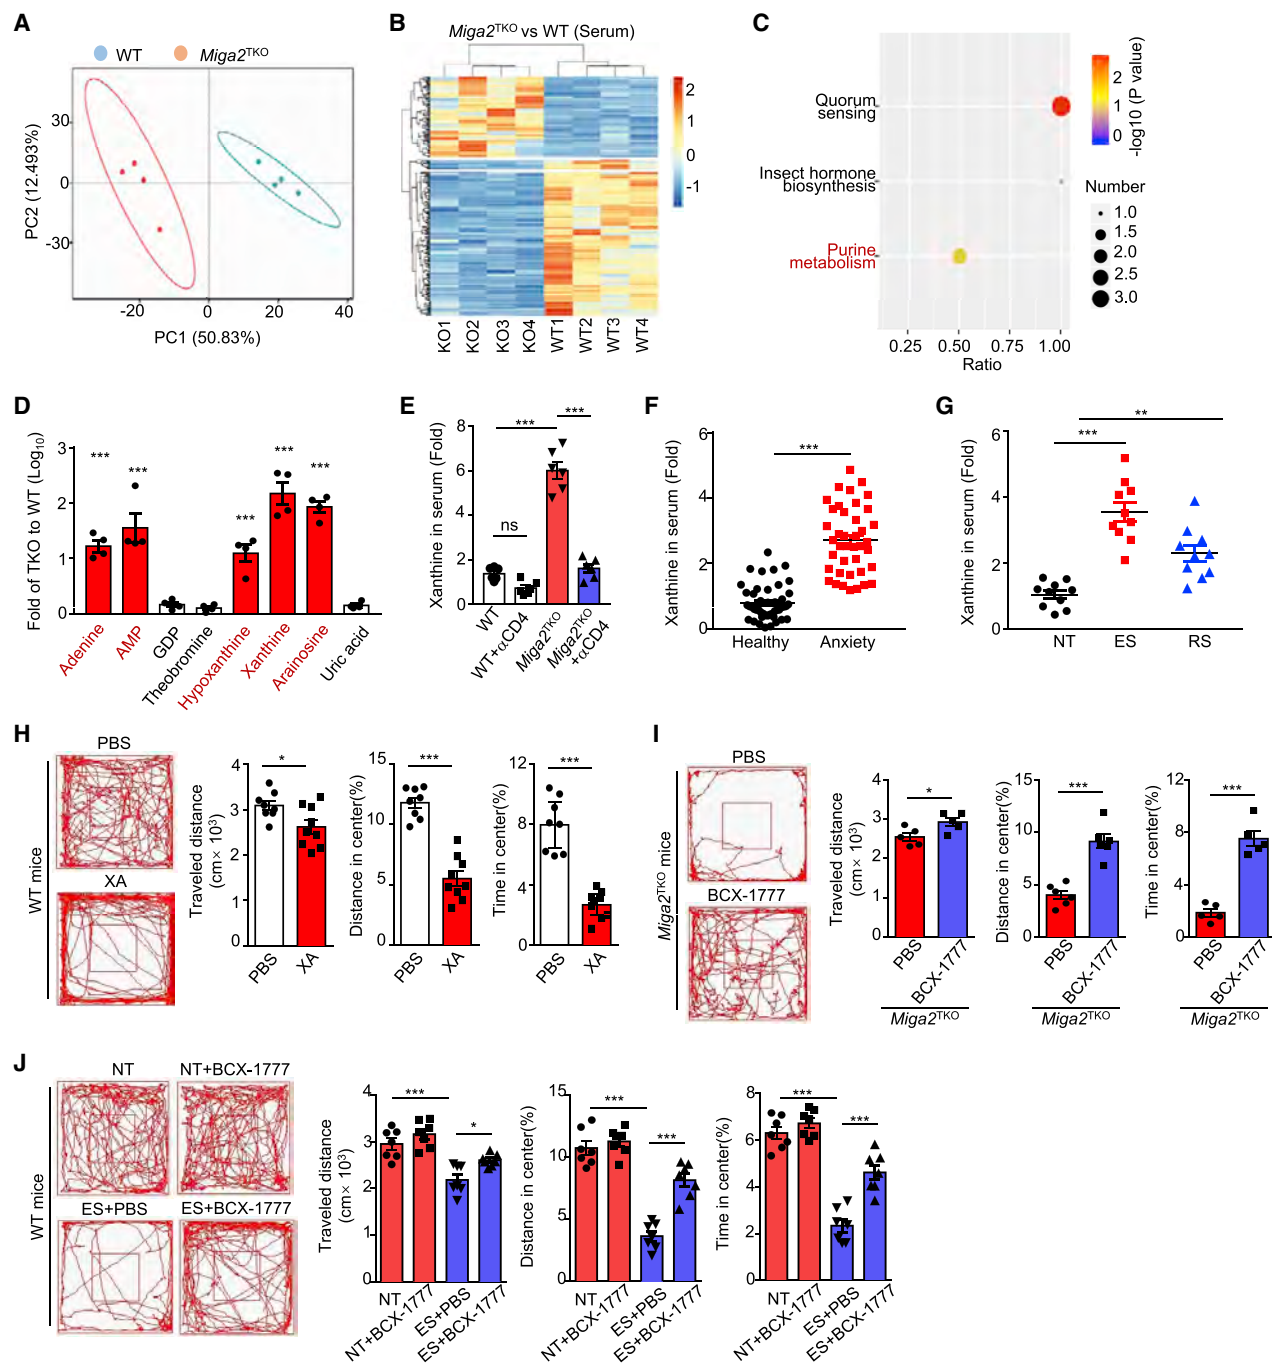 A
WT
Miga2TKO
PC2 (12.493%)
30
0
-30
-20
0
20
40
PC1 (50.83%)
B
Miga2TKO vs WT (Serum)
2
1
0
-1
KO1
KO2
KO3
KO4
WT1
WT2
WT3
WT4
C
Quorum
sensing
Insect hormone
biosynthesis
Purine
metabolism
0.25
0.50
0.75
1.00
Ratio
2
1
0
-log10 (P value)
Number
1.0
1.5
2.0
2.5
3.0
D
Fold of TKO to WT (Log10)
3
2
1
0
***
***
***
***
***
Adenine
AMP
GDP
Theobromine
Hypoxanthine
Xanthine
Arainosine
Uric acid
E
Xanthine in serum (Fold)
8
6
4
2
0
ns
***
***
WT
WT+αCD4
Miga2TKO
Miga2TKO
+αCD4
F
Xanthine in serum (Fold)
6
4
2
0
***
Healthy
Anxiety
G
Xanthine in serum (Fold)
6
4
2
0
***
**
NT
ES
RS
H
WT mice
PBS
XA
Traveled distance
(cm× 10³)
4
3
2
1
0
*
PBS
XA
Distance in center(%)
15
10
5
0
***
PBS
XA
Time in center(%)
12
8
4
0
***
PBS
XA
I
Miga2TKO mice
PBS
BCX-1777
Traveled distance
(cm× 10³)
4
3
2
1
0
*
PBS
BCX-1777
Miga2TKO
Distance in center(%)
15
10
5
0
***
PBS
BCX-1777
Miga2TKO
Time in center(%)
12
8
4
0
***
PBS
BCX-1777
Miga2TKO
J
WT mice
NT
NT+BCX-1777
ES+PBS
ES+BCX-1777
Traveled distance
(cm× 10³)
4
3
2
1
0
***
*
NT
NT+BCX-1777
ES+PBS
ES+BCX-1777
Distance in center(%)
15
10
5
0
***
***
NT
NT+BCX-1777
ES+PBS
ES+BCX-1777
Time in center(%)
8
6
4
2
0
***
***
NT
NT+BCX-1777
ES+PBS
ES+BCX-1777